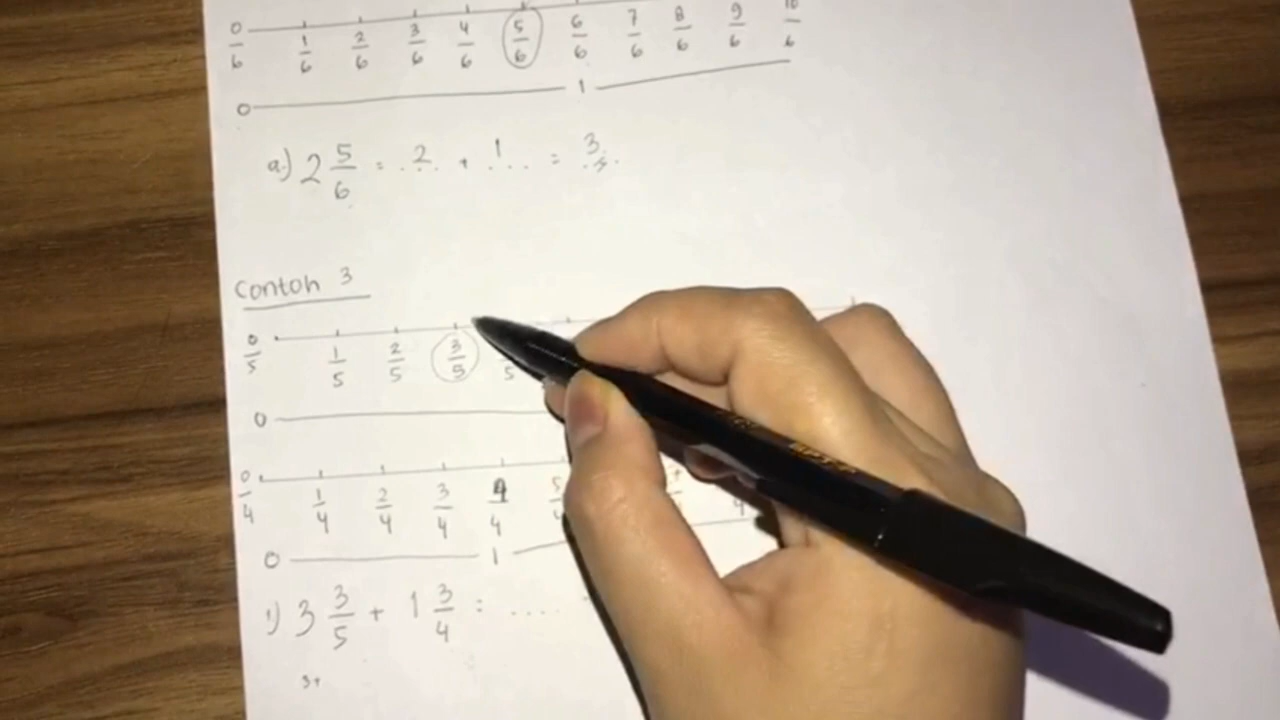 0/6 1/6 2/6 3/6 4/6 5/6 6/6 7/6 8/6 9/6 10/6
0 1
a.) 2 5/6 = ..2.. + ..1.. = ..3..
Contoh 3
0/5 1/5 2/5 3/5
0
0/4 1/4 2/4 3/4 4/4
0 1
1) 3 3/5 + 1 3/4 = ....
3+